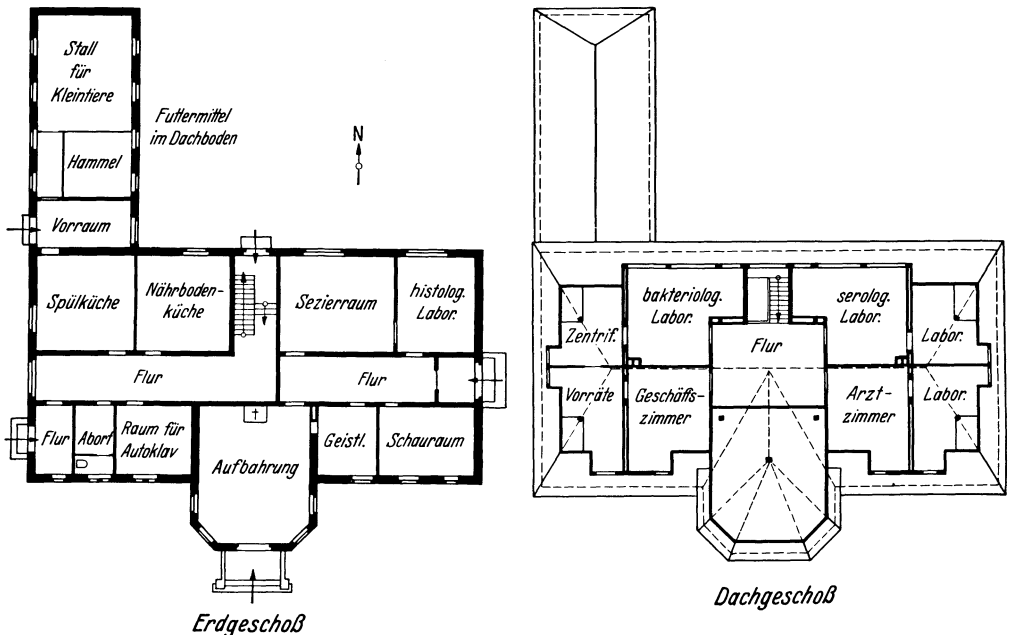 Stall
für
Kleintiere
Futtermittel
im Dachboden
N
Hammel
Vorraum
Spülküche
Nährboden-
küche
Sezierraum
histolog.
Labor.
Flur
Flur
Flur
Abort
Raum für
Autoklav
Aufbahrung
Geistl.
Schauraum
Erdgeschoß
bakteriolog.
Labor.
serolog.
Labor.
Zentrif.
Flur
Labor.
Vorräte
Geschäfts-
zimmer
Arzt-
zimmer
Labor.
Dachgeschoß